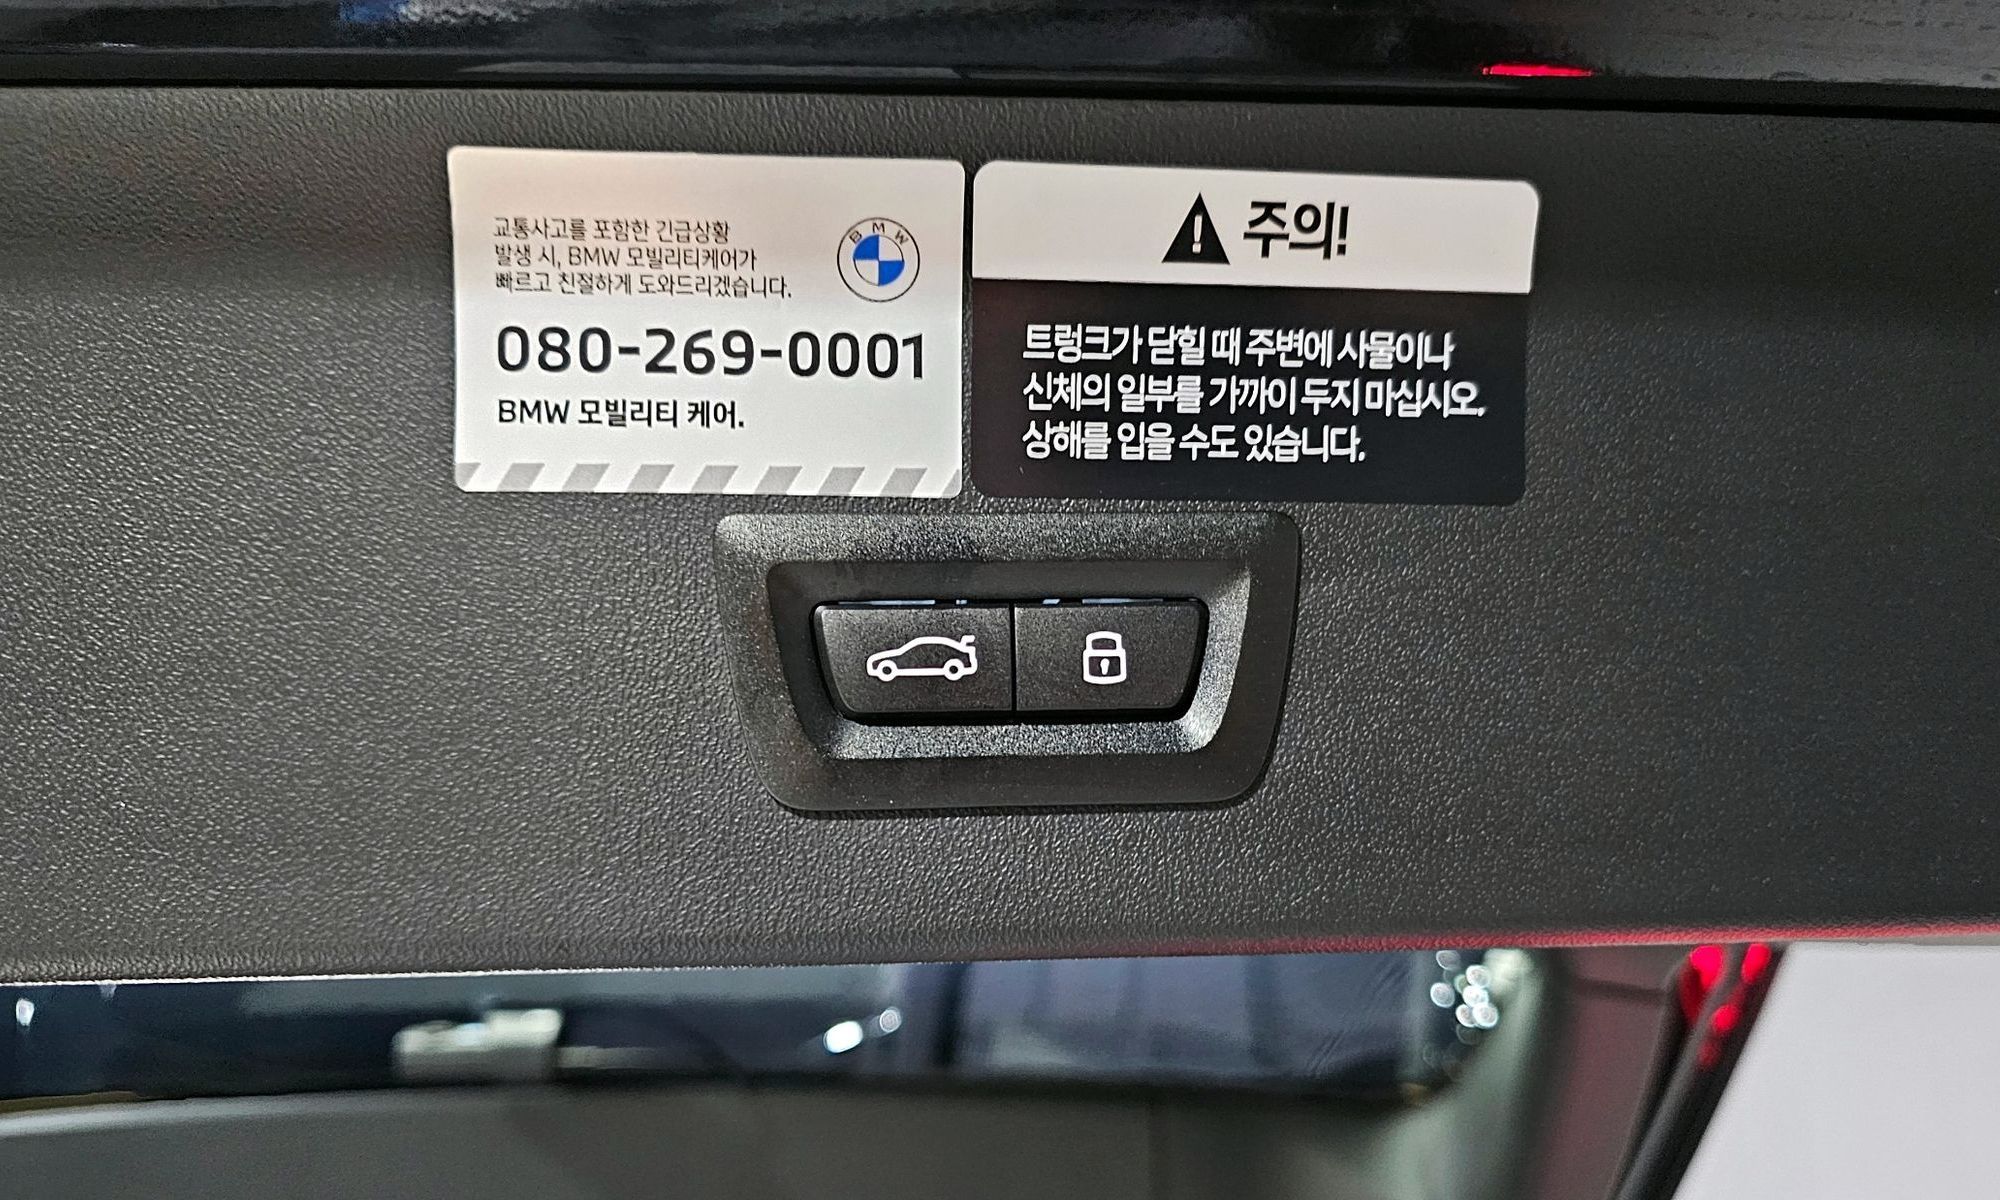 교통사고를 포함한 긴급상황
발생 시, BMW 모빌리티케어가
빠르고 친절하게 도와드리겠습니다.
BMW
080-269-0001
BMW 모빌리티 케어.
주의!
트렁크가 닫힐 때 주변에 사물이나
신체의 일부를 가까이 두지 마십시오.
상해를 입을 수도 있습니다.